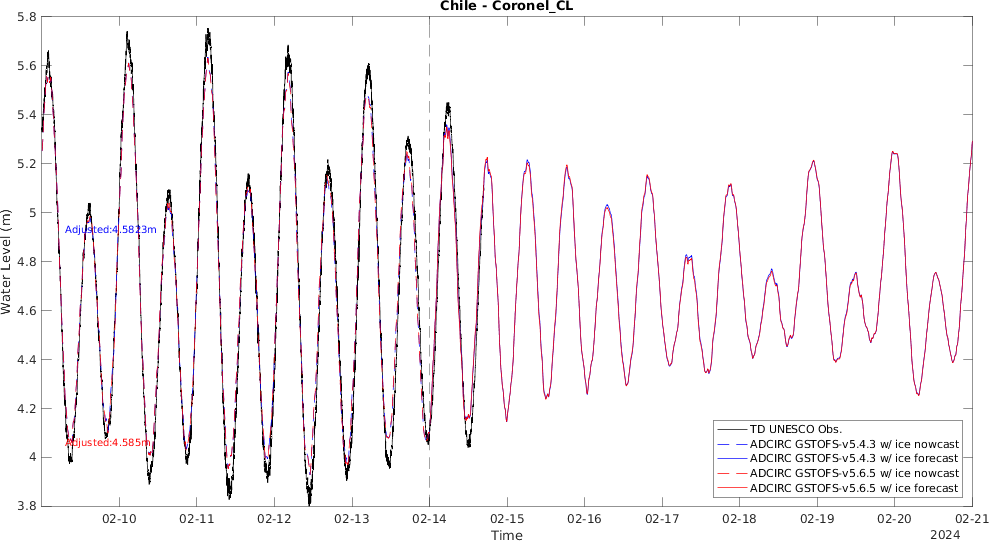 Chile - Coronel_CL
5.8
5.6
5.4
5.2
5
4.8
4.6
4.4
4.2
4
3.8
Water Level (m)
Adjusted:4.5823m
Adjusted:4.585m
TD UNESCO Obs.
ADCIRC GSTOFS-v5.4.3 w/ ice nowcast
ADCIRC GSTOFS-v5.4.3 w/ ice forecast
ADCIRC GSTOFS-v5.6.5 w/ ice nowcast
ADCIRC GSTOFS-v5.6.5 w/ ice forecast
02-10 02-11 02-12 02-13 02-14 02-15 02-16 02-17 02-18 02-19 02-20 02-21
Time
2024